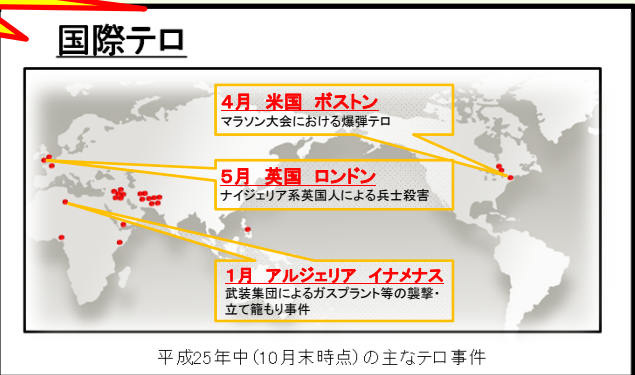 国際テロ
4月 米国 ボストン
マラソン大会における爆弾テロ
5月 英国 ロンドン
ナイジェリア系英国人による兵士殺害
1月 アルジェリア イナメナス
武装集団によるガスプラント等の襲撃・
立て籠もり事件
平成25年中(10月末時点)の主なテロ事件